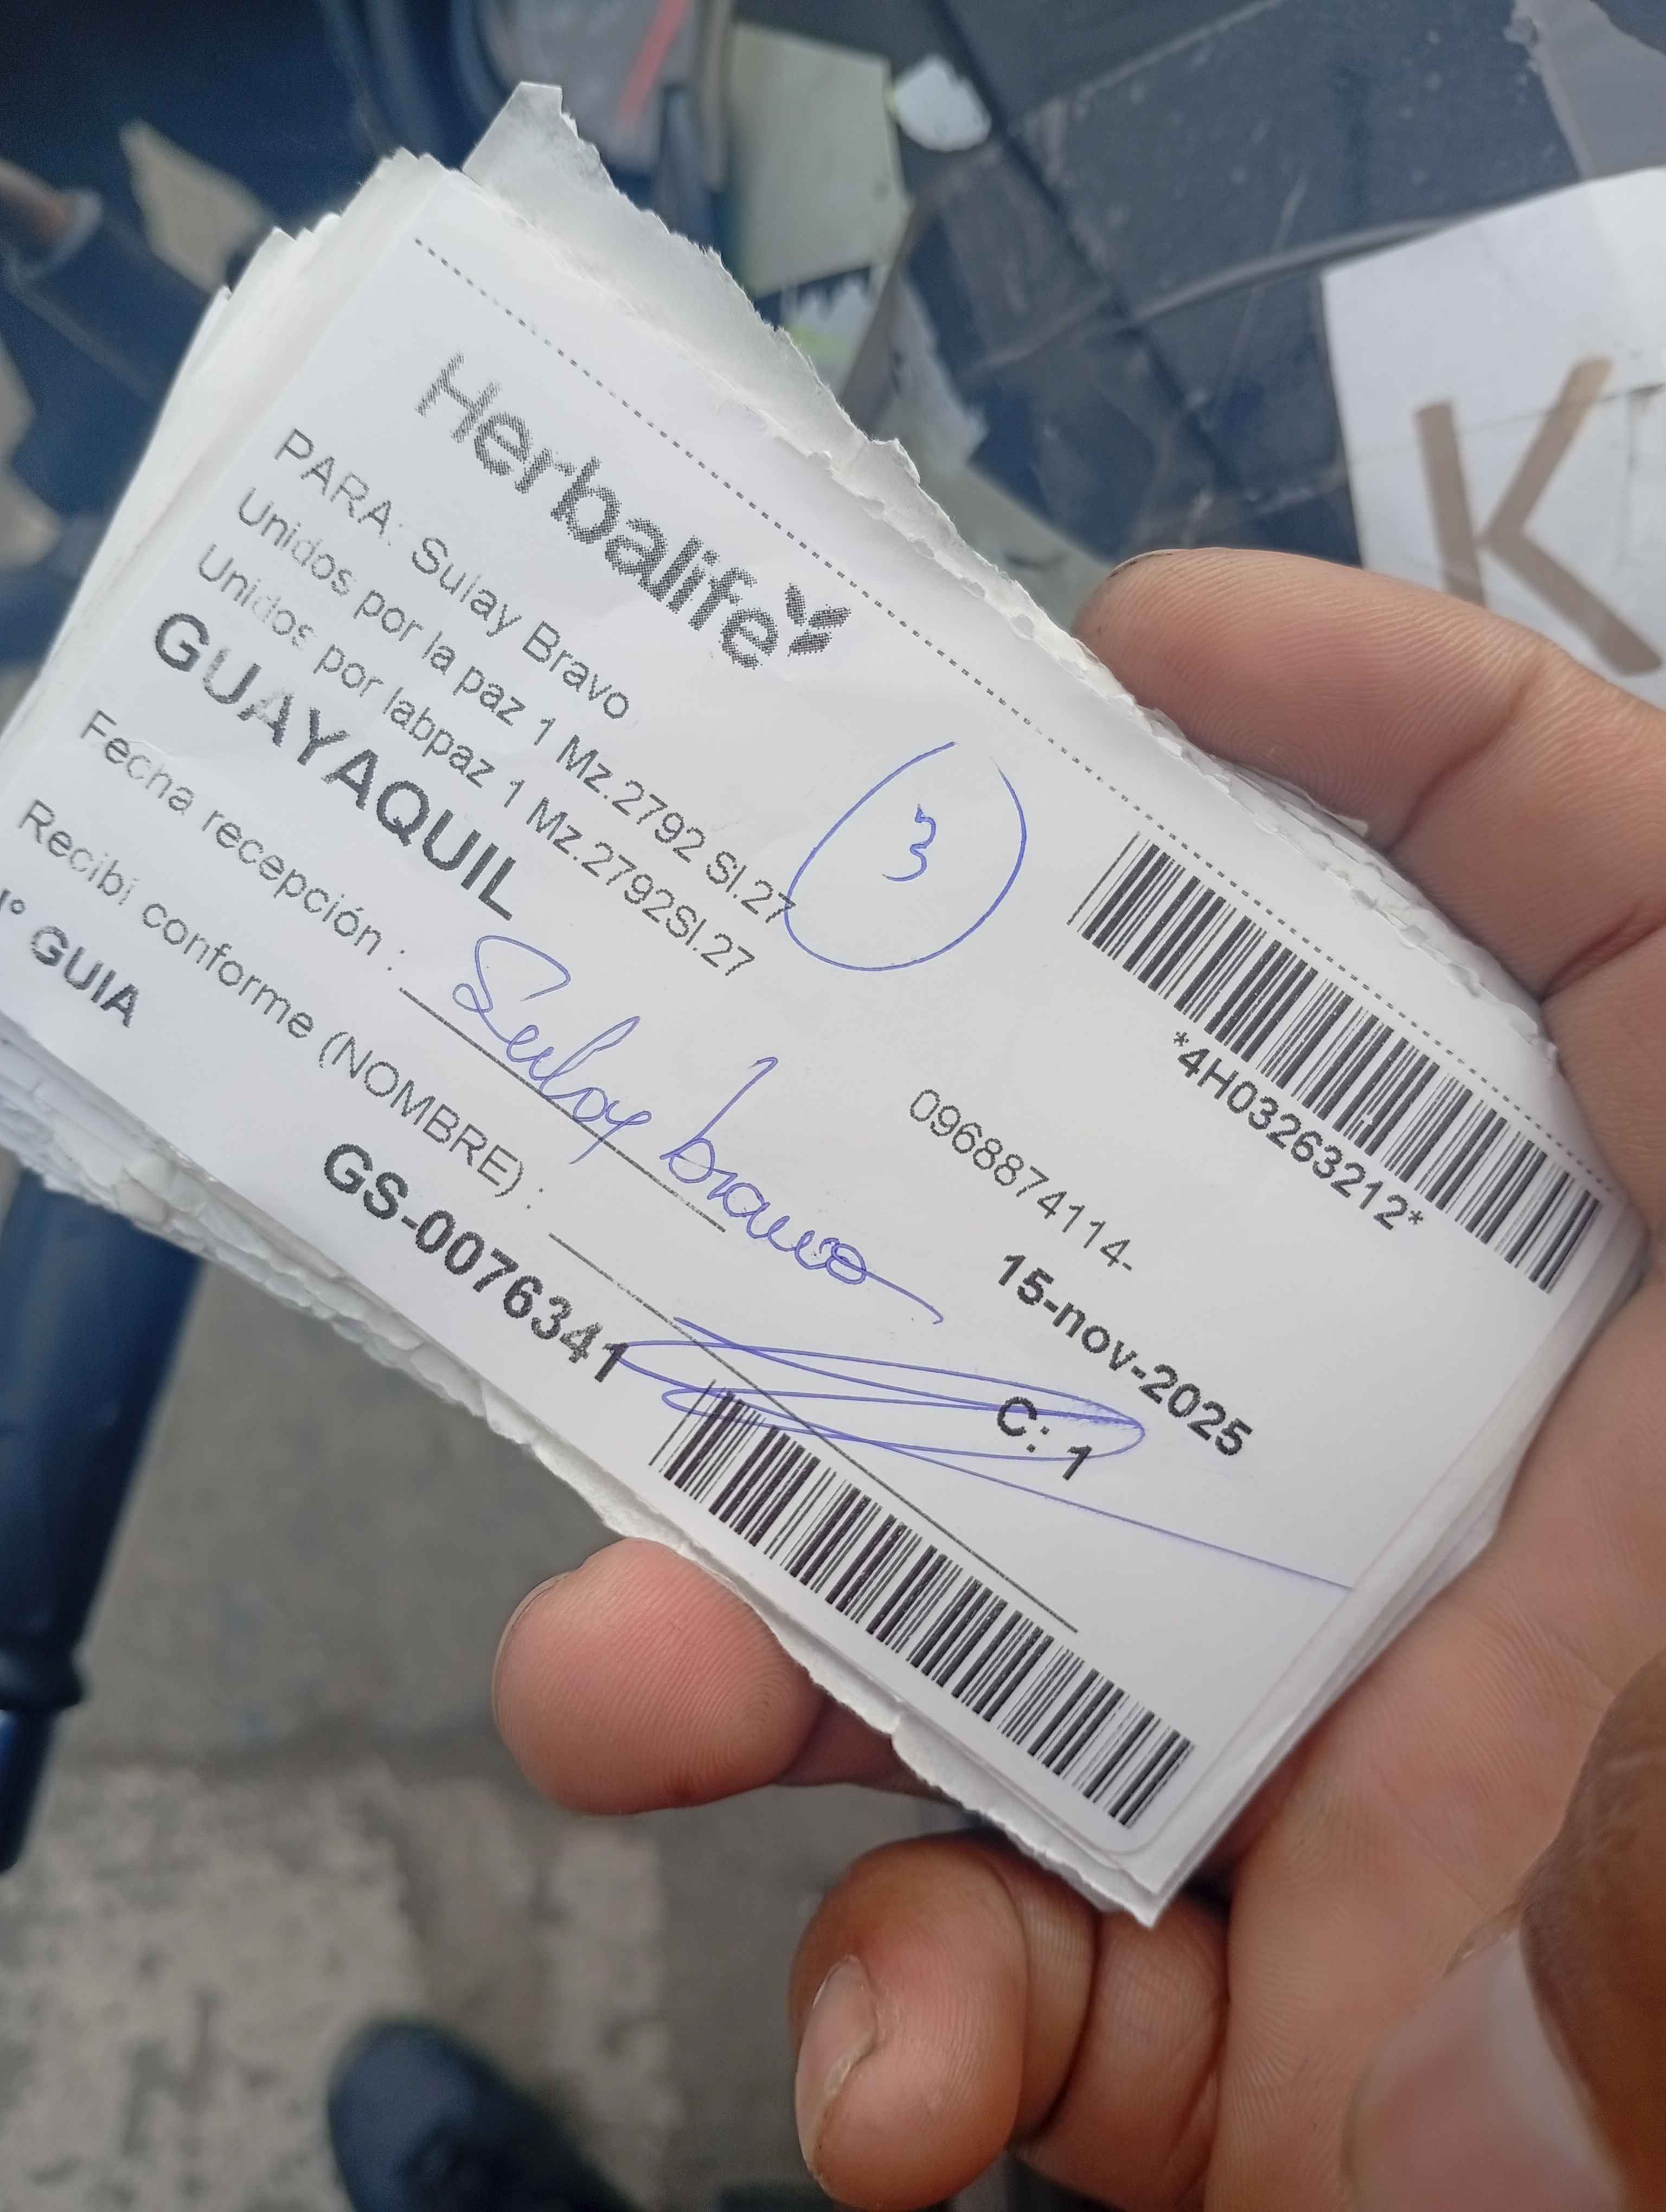 Herbalife
*4H03263212*
PARA: Sulay Bravo
Unidos por la paz 1 Mz.2792 Sl.27
Unidos por labpaz 1 Mz.2792Sl.27
3
GUAYAQUIL
0968874114-
Fecha recepción :
Sulay bravo
15-nov-2025
Recibí conforme (NOMBRE) :
C: 1
° GUIA
GS-0076341
K